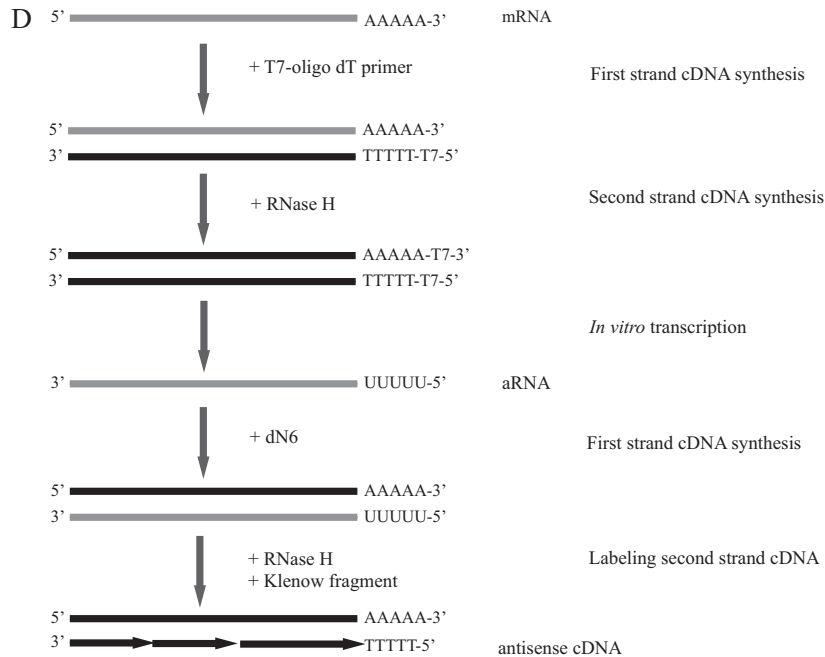 D
5’ AAAAA-3’ mRNA
+ T7-oligo dT primer First strand cDNA synthesis
5’ AAAAA-3’
3’ TTTTT-T7-5’
+ RNase H Second strand cDNA synthesis
5’ AAAAA-T7-3’
3’ TTTTT-T7-5’
In vitro transcription
3’ UUUUU-5’ aRNA
+ dN6 First strand cDNA synthesis
5’ AAAAA-3’
3’ UUUUU-5’
+ RNase H Labeling second strand cDNA
+ Klenow fragment
5’ AAAAA-3’
3’ TTTTT-5’ antisense cDNA